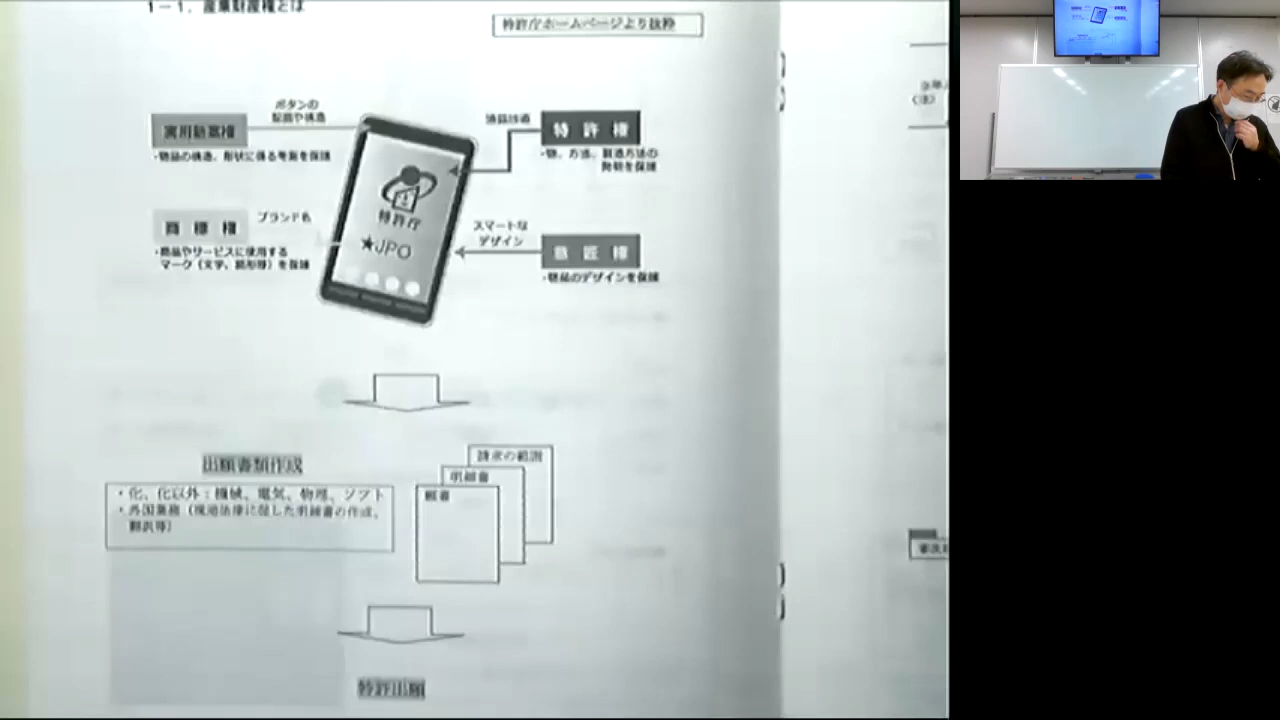 1－1．産業財産権とは
特許庁ホームページより抜粋
実用新案権
ボタンの
配置や構造
・物品の構造、形状に係る考案を保護
特 許 権
・物、方法、製造方法の
発明を保護
商 標 権
ブランド名
・商品やサービスに使用する
マーク（文字、図形等）を保護
特許庁
★JPO
スマートな
デザイン
意 匠 権
・物品のデザインを保護
出願書類作成
・化、化以外：機械、電気、物理、ソフト
・外国業務（現地法律に即した明細書の作成、
翻訳等）
請求の範囲
明細書
願書
特許出願